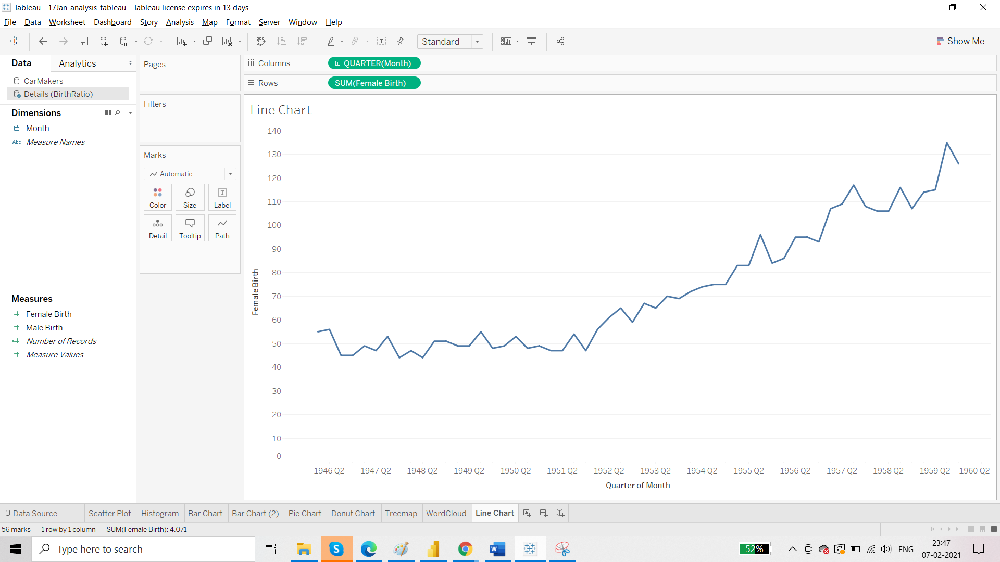 Tableau - 17Jan-analysis-tableau - Tableau license expires in 13 days
File Data Worksheet Dashboard Story Analysis Map Format Server Window Help
Standard
Show Me
Data Analytics
CarMakers
Details (BirthRatio)
Dimensions
Month
Abc Measure Names
Measures
Female Birth
Male Birth
Number of Records
Measure Values
Pages
Filters
Marks
Automatic
Color Size Label
Detail Tooltip Path
Columns QUARTER(Month)
Rows SUM(Female Birth)
Line Chart
140
130
120
110
100
90
80
70
60
50
40
30
20
10
0
Female Birth
1946 Q2 1947 Q2 1948 Q2 1949 Q2 1950 Q2 1951 Q2 1952 Q2 1953 Q2 1954 Q2 1955 Q2 1956 Q2 1957 Q2 1958 Q2 1959 Q2 1960 Q2
Quarter of Month
Data Source Scatter Plot Histogram Bar Chart Bar Chart (2) Pie Chart Donut Chart Treemap WordCloud Line Chart
56 marks 1 row by 1 column SUM(Female Birth): 4,071
Type here to search
52%
ENG
23:47
07-02-2021